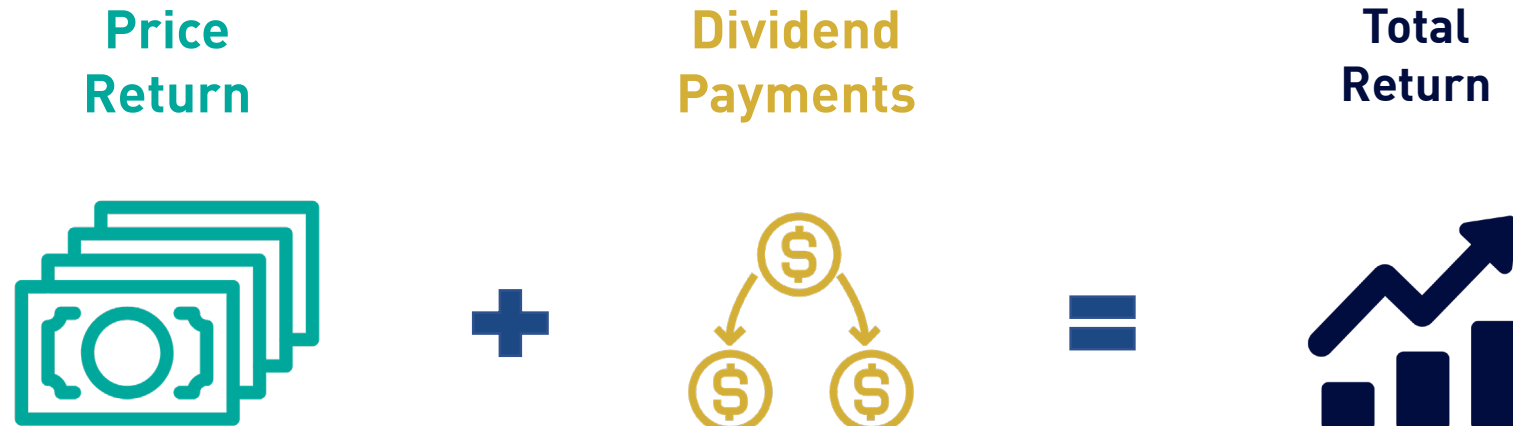 Price
Return
Dividend
Payments
Total
Return
$
$
$